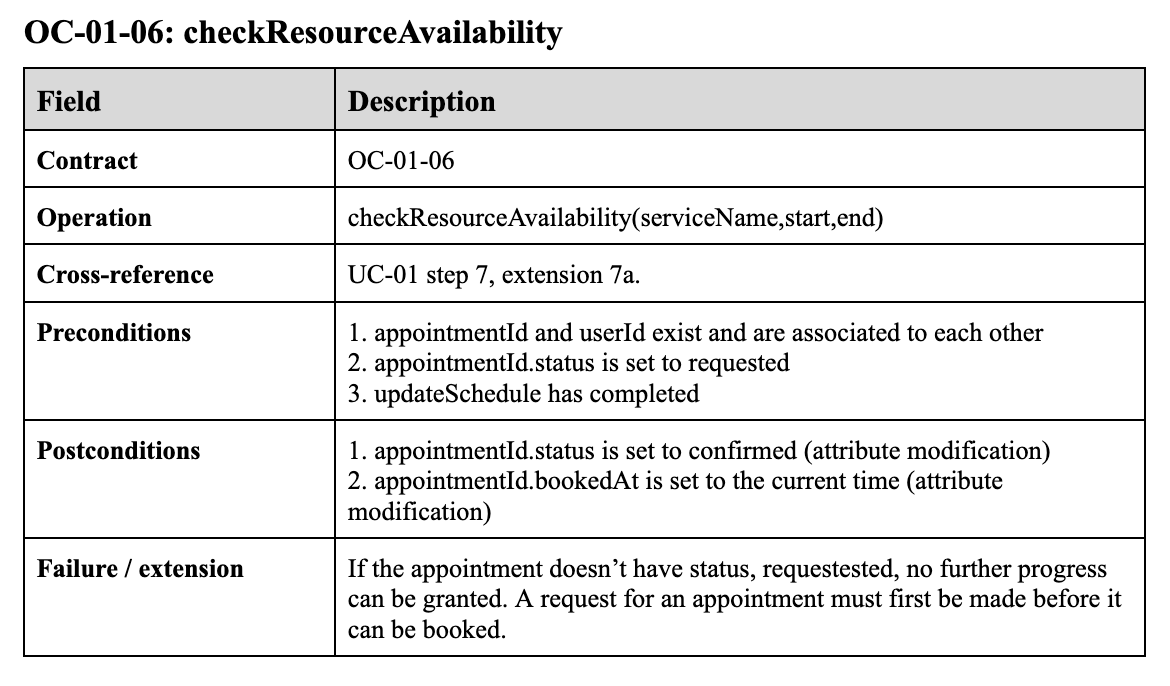 OC-01-06: checkResourceAvailability
Field
Description
Contract
OC-01-06
Operation
checkResourceAvailability(serviceName,start,end)
Cross-reference
UC-01 step 7, extension 7a.
Preconditions
1. appointmentId and userId exist and are associated to each other
2. appointmentId.status is set to requested
3. updateSchedule has completed
Postconditions
1. appointmentId.status is set to confirmed (attribute modification)
2. appointmentId.bookedAt is set to the current time (attribute
modification)
Failure / extension
If the appointment doesn’t have status, requestested, no further progress
can be granted. A request for an appointment must first be made before it
can be booked.